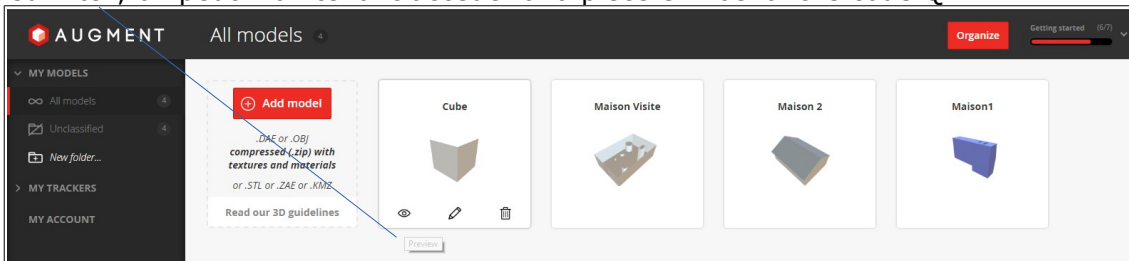 AUGMENT
All models 4
Organize
Getting started (6/7)
MY MODELS
All models 4
Unclassified 4
New folder...
MY TRACKERS
MY ACCOUNT
Add model
.DAE or .OBJ
compressed (.zip) with
textures and materials
or .STL or .ZAE or .KMZ
Read our 3D guidelines
Cube
Maison Visite
Maison 2
Maison1
Preview